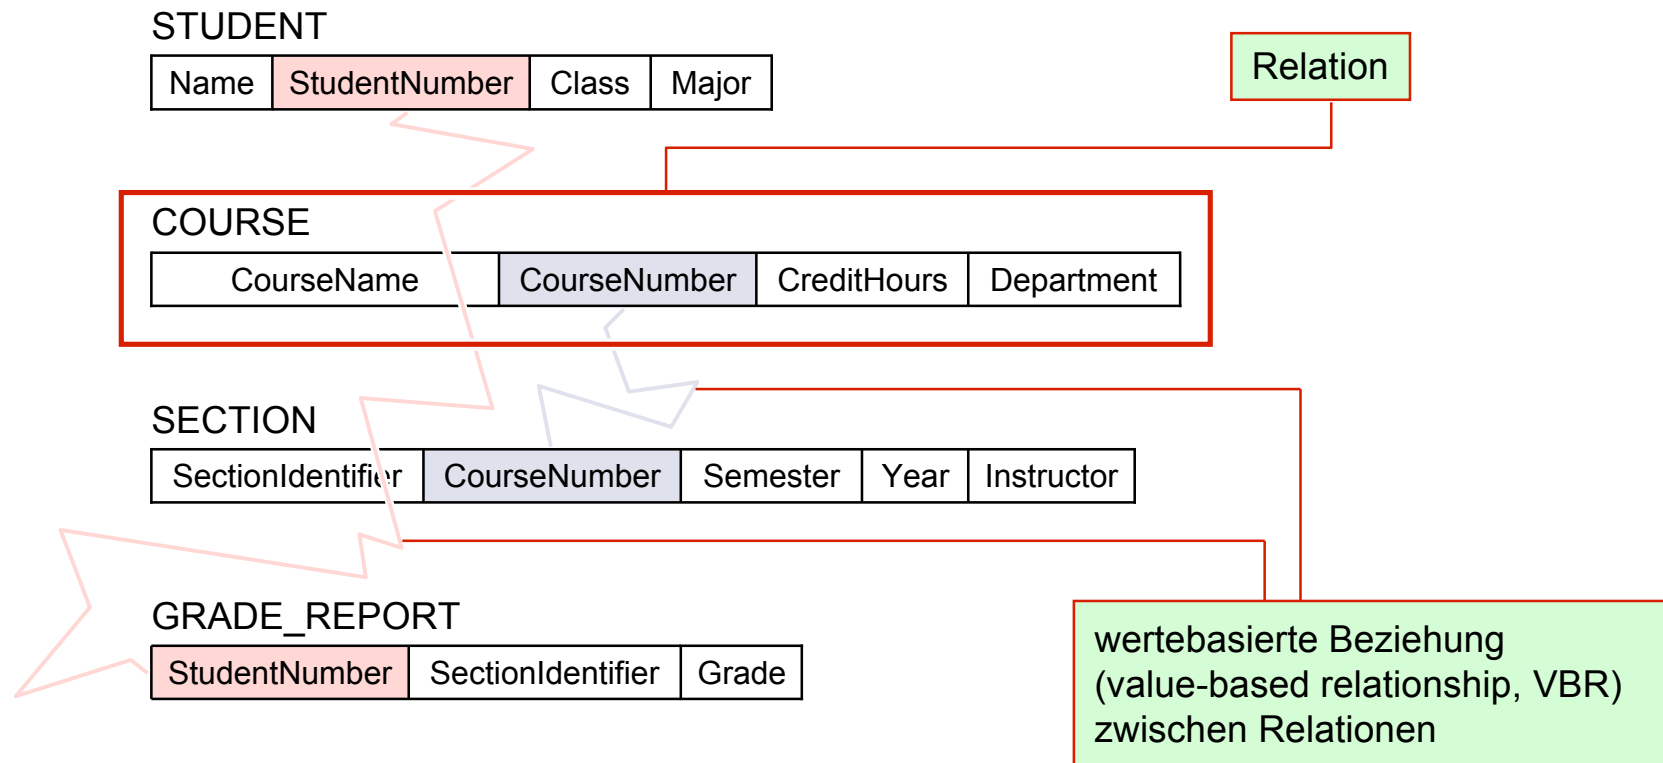 STUDENT
Name StudentNumber Class Major
Relation
COURSE
CourseName CourseNumber CreditHours Department
SECTION
SectionIdentifier CourseNumber Semester Year Instructor
GRADE_REPORT
StudentNumber SectionIdentifier Grade
wertebasierte Beziehung
(value-based relationship, VBR)
zwischen Relationen